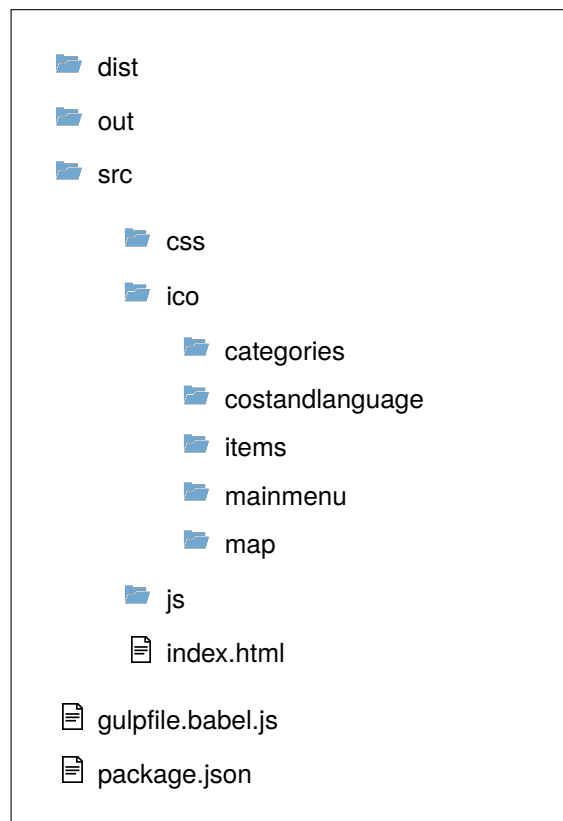 dist
out
src
css
ico
categories
costandlanguage
items
mainmenu
map
js
index.html
gulpfile.babel.js
package.json